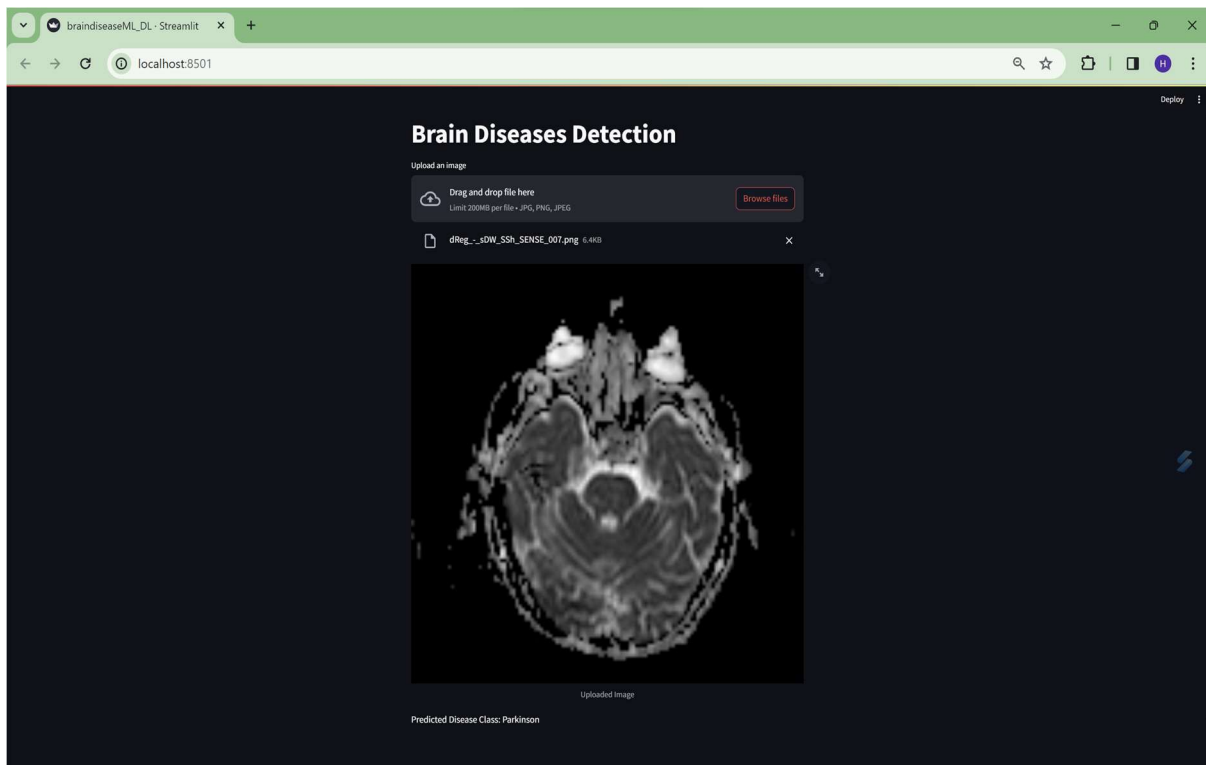 braindiseaseML_DL · Streamlit
localhost:8501
H
Deploy
Brain Diseases Detection
Upload an image
Drag and drop file here
Limit 200MB per file • JPG, PNG, JPEG
Browse files
dReg_-_sDW_SSh_SENSE_007.png 6.4KB
Uploaded Image
Predicted Disease Class: Parkinson